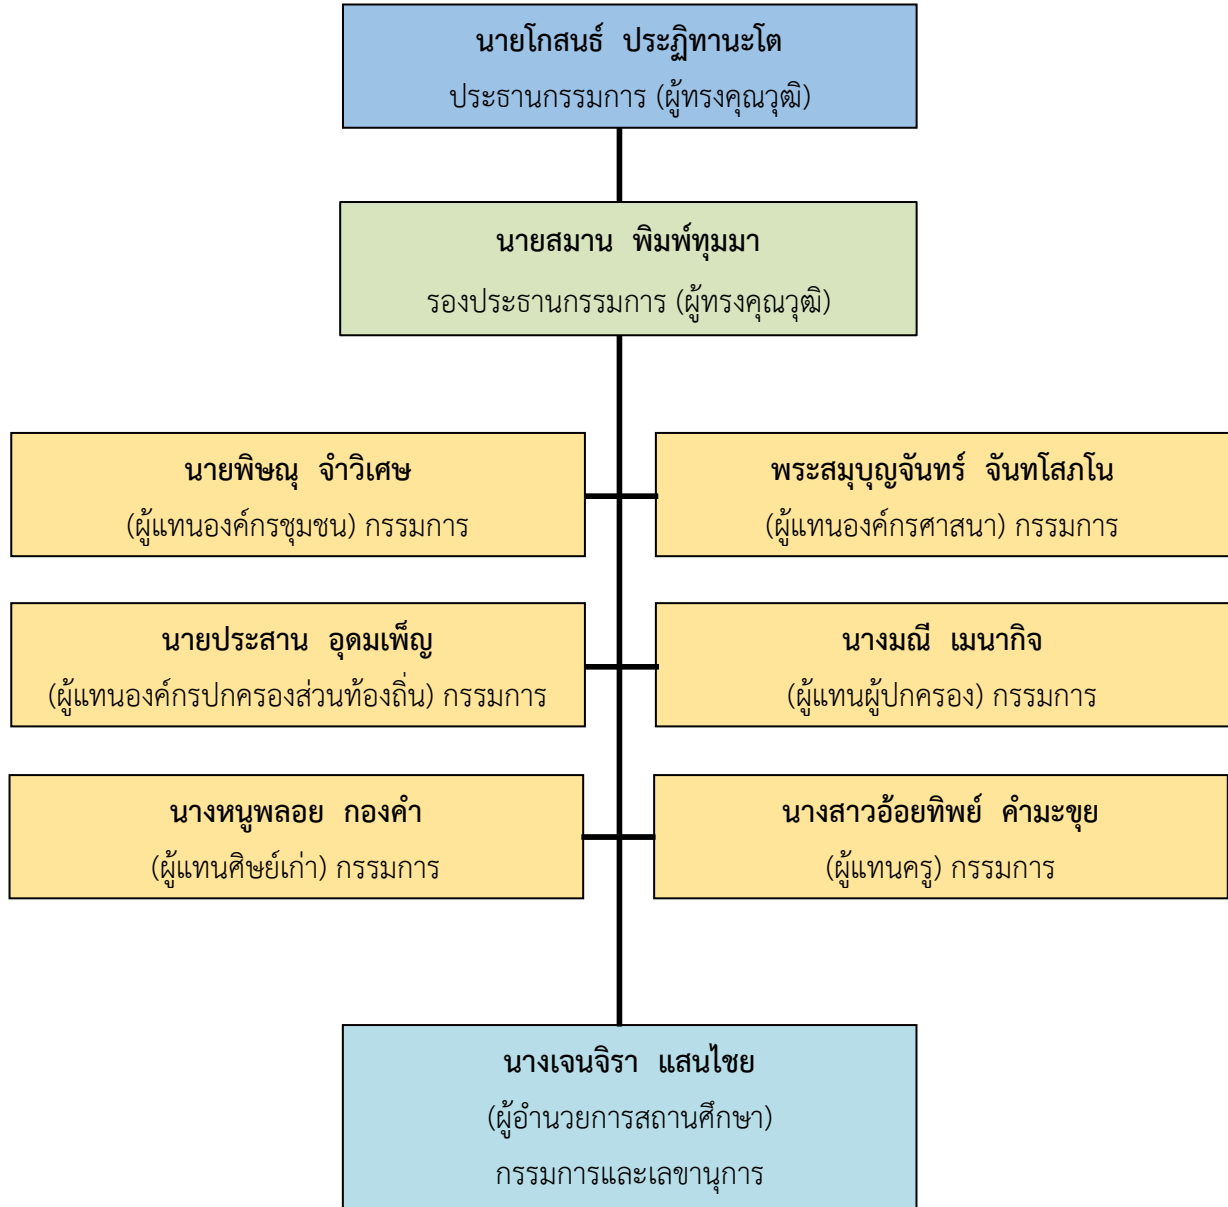 นายโกสนธ์ ประฏิทานะโต
ประธานกรรมการ (ผู้ทรงคุณวุฒิ)
นายสมาน พิมพ์ทุมมา
รองประธานกรรมการ (ผู้ทรงคุณวุฒิ)
นายพิษณุ จำวิเศษ
(ผู้แทนองค์กรชุมชน) กรรมการ
พระสมุบุญจันทร์ จันทโสภโน
(ผู้แทนองค์กรศาสนา) กรรมการ
นายประสาน อุดมเพ็ญ
(ผู้แทนองค์กรปกครองส่วนท้องถิ่น) กรรมการ
นางมณี เมนากิจ
(ผู้แทนผู้ปกครอง) กรรมการ
นางหนูพลอย กองคำ
(ผู้แทนศิษย์เก่า) กรรมการ
นางสาวอ้อยทิพย์ คำมะขุย
(ผู้แทนครู) กรรมการ
นางเจนจิรา แสนไชย
(ผู้อำนวยการสถานศึกษา)
กรรมการและเลขานุการ